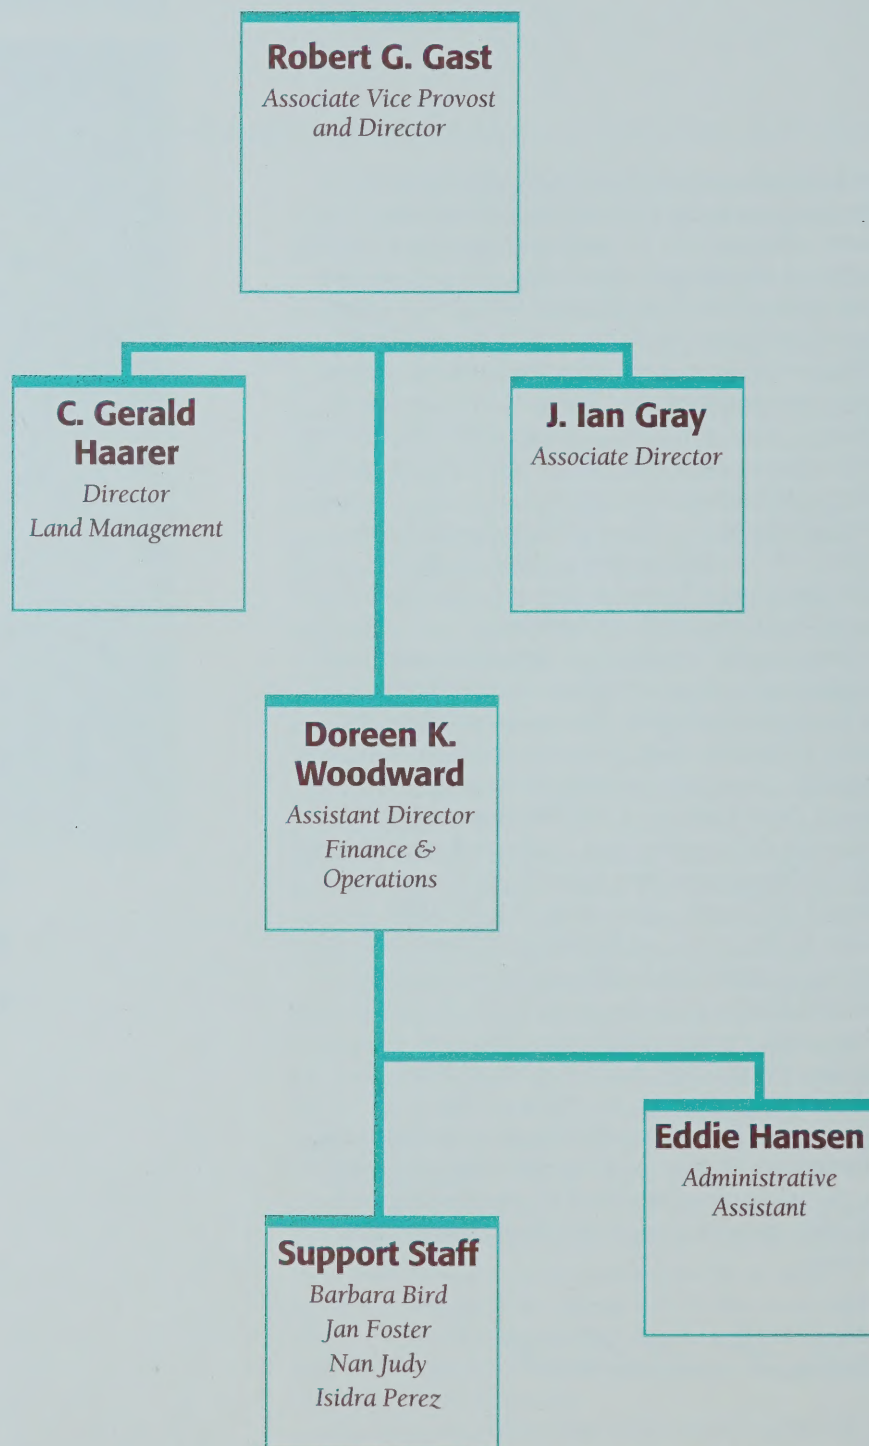 Robert G. Gast
Associate Vice Provost
and Director
C. Gerald
Haarer
Director
Land Management
J. Ian Gray
Associate Director
Doreen K.
Woodward
Assistant Director
Finance &
Operations
Eddie Hansen
Administrative
Assistant
Support Staff
Barbara Bird
Jan Foster
Nan Judy
Isidra Perez